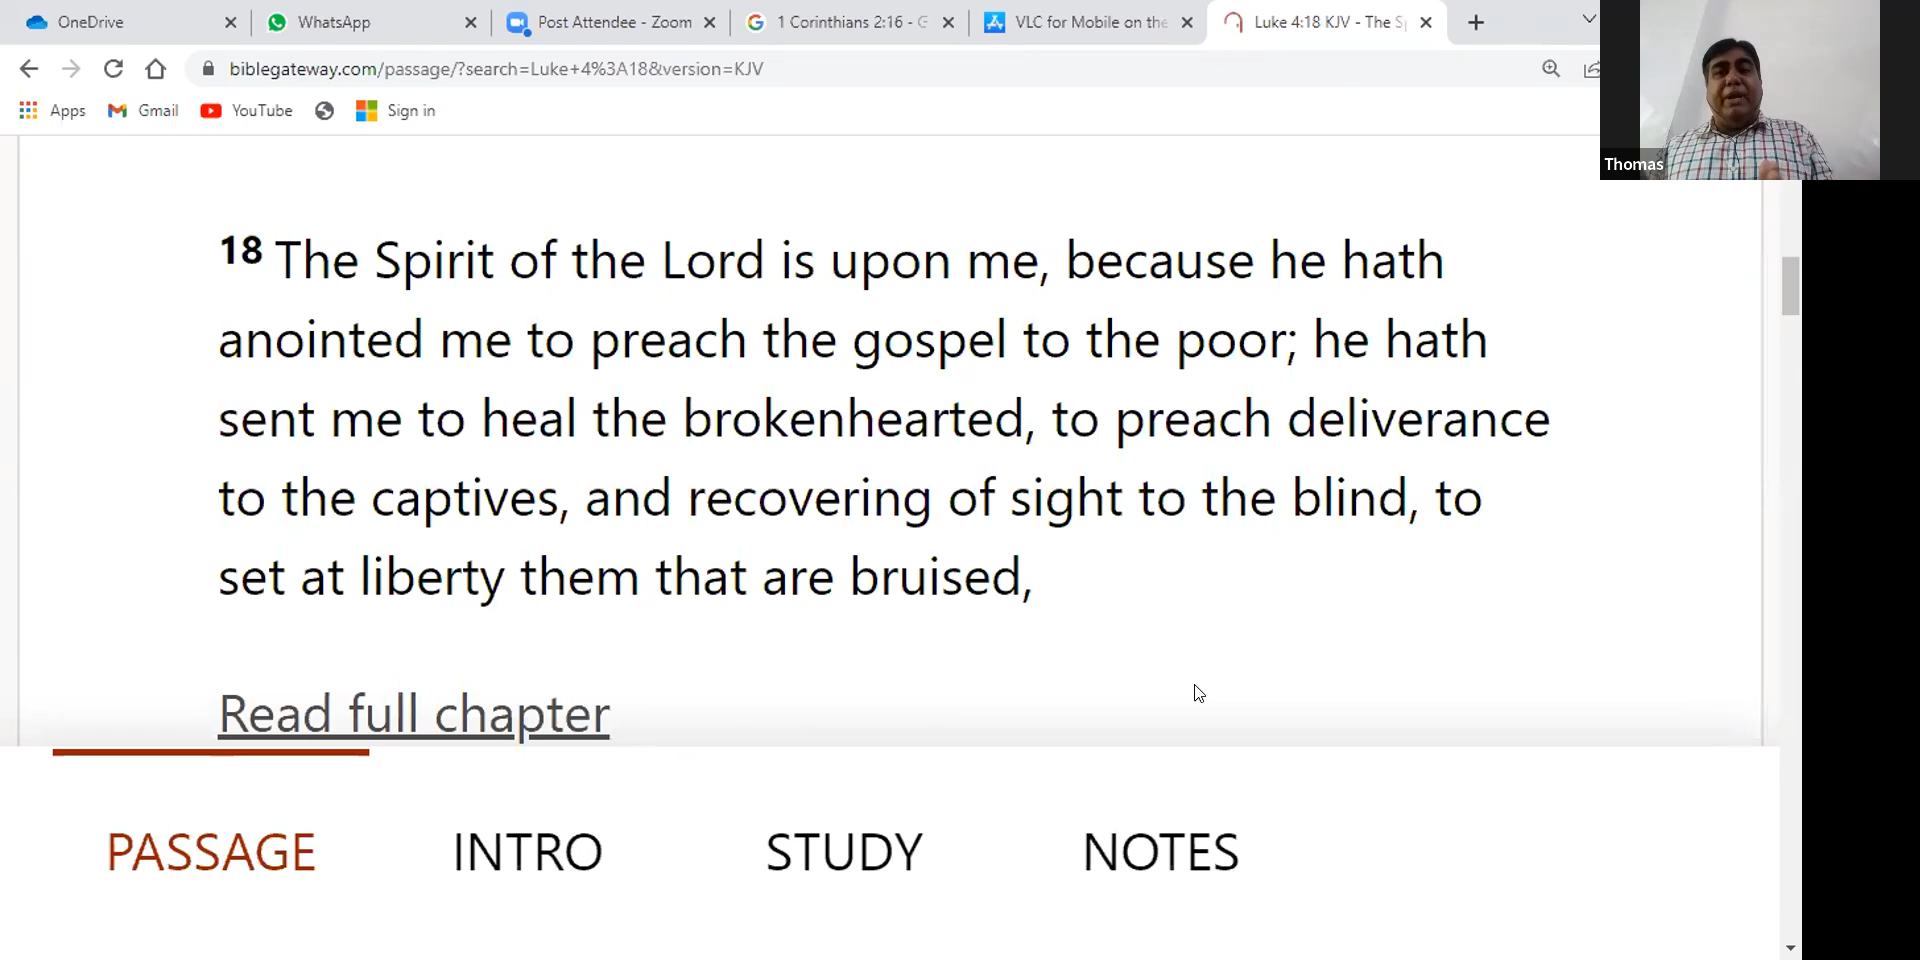 OneDrive
WhatsApp
Post Attendee - Zoom
1 Corinthians 2:16 - G
VLC for Mobile on the
Luke 4:18 KJV - The Sp
biblegateway.com/passage/?search=Luke+4%3A18&version=KJV
Apps
Gmail
YouTube
Sign in
Thomas
18 The Spirit of the Lord is upon me, because he hath
anointed me to preach the gospel to the poor; he hath
sent me to heal the brokenhearted, to preach deliverance
to the captives, and recovering of sight to the blind, to
set at liberty them that are bruised,
Read full chapter
PASSAGE
INTRO
STUDY
NOTES